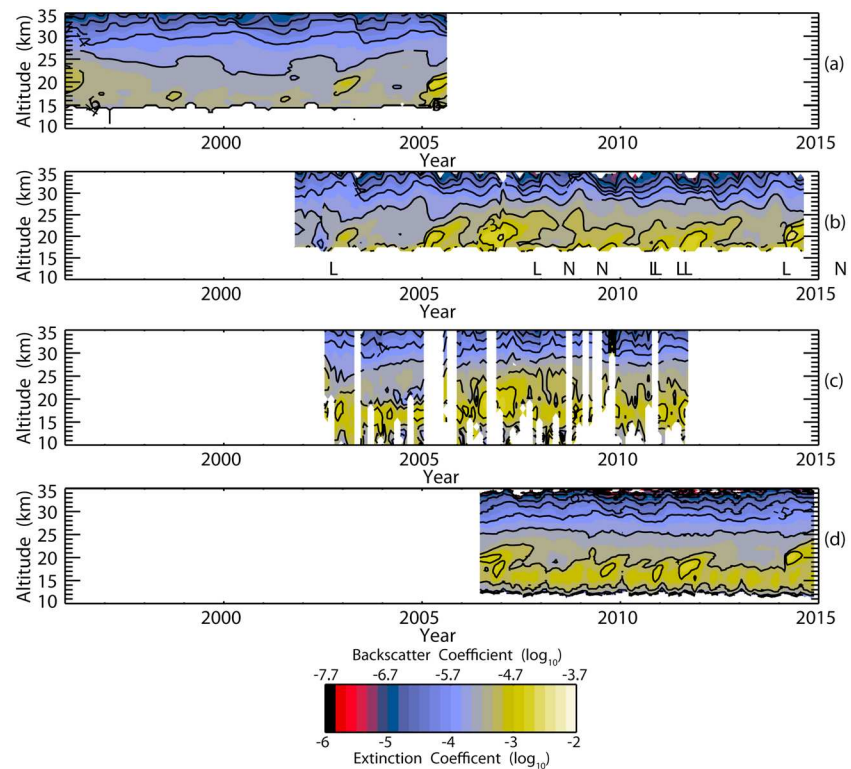 Altitude (km)
35
30
25
20
15
10
(a)
2000
2005
2010
2015
Year
Altitude (km)
35
30
25
20
15
10
(b)
L
L
N
N
LL
LL
L
N
2000
2005
2010
2015
Year
Altitude (km)
35
30
25
20
15
10
(c)
2000
2005
2010
2015
Year
Altitude (km)
35
30
25
20
15
10
(d)
2000
2005
2010
2015
Year
Backscatter Coefficient (log10)
-7.7 -6.7 -5.7 -4.7 -3.7
-6 -5 -4 -3 -2
Extinction Coefficent (log10)